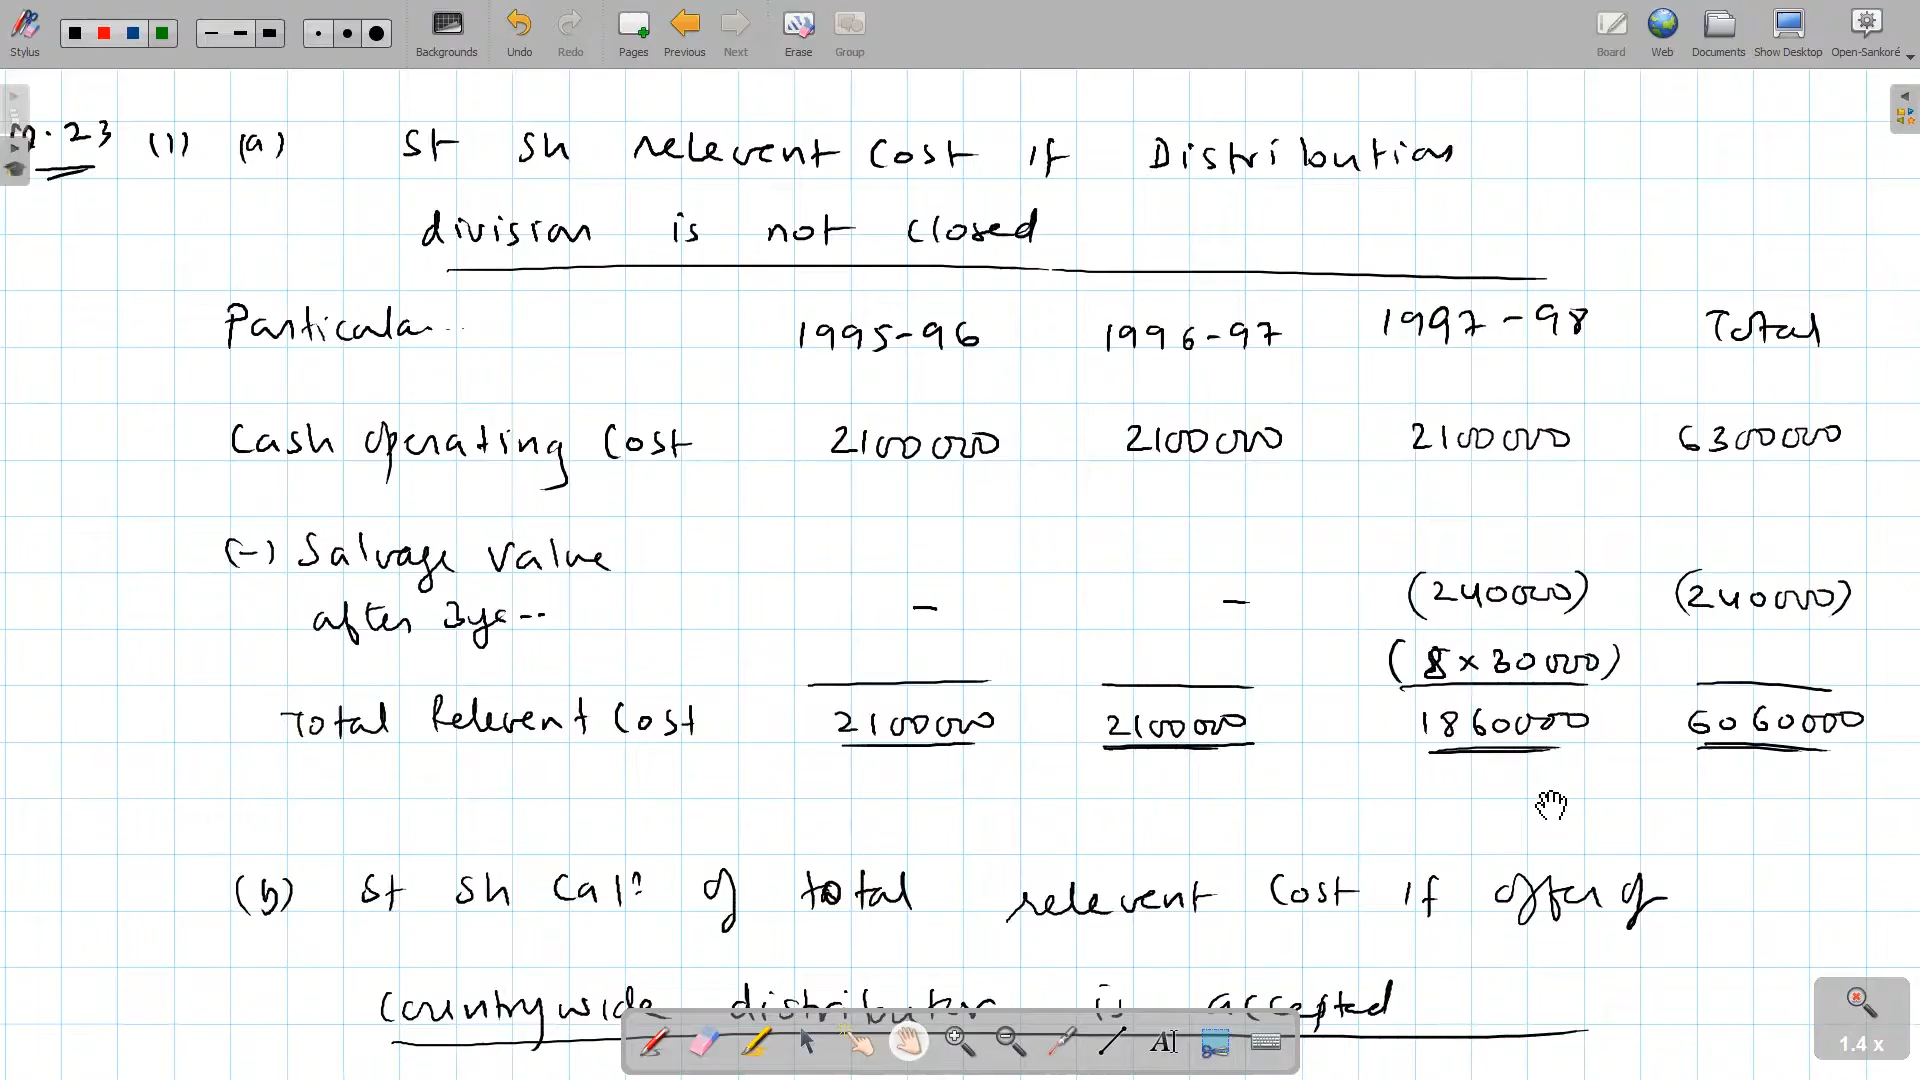 Stylus Backgrounds Undo Redo Pages Previous Next Erase Group Board Web Documents Show Desktop Open-Sankoré
23 (1) (a) St sh relevent cost if Distribution
division is not closed
Particular.. 1995-96 1996-97 1997-98 Total
Cash operating Cost 2100000 2100000 2100000 6300000
(-) Salvage value
after 3ys-- - - (240000) (240000)
(8 x 30000)
Total Relevent Cost 2100000 2100000 1860000 6060000
(b) st sh caln of total relevent cost if offer of
countrywide distributer is accepted
1.4 x